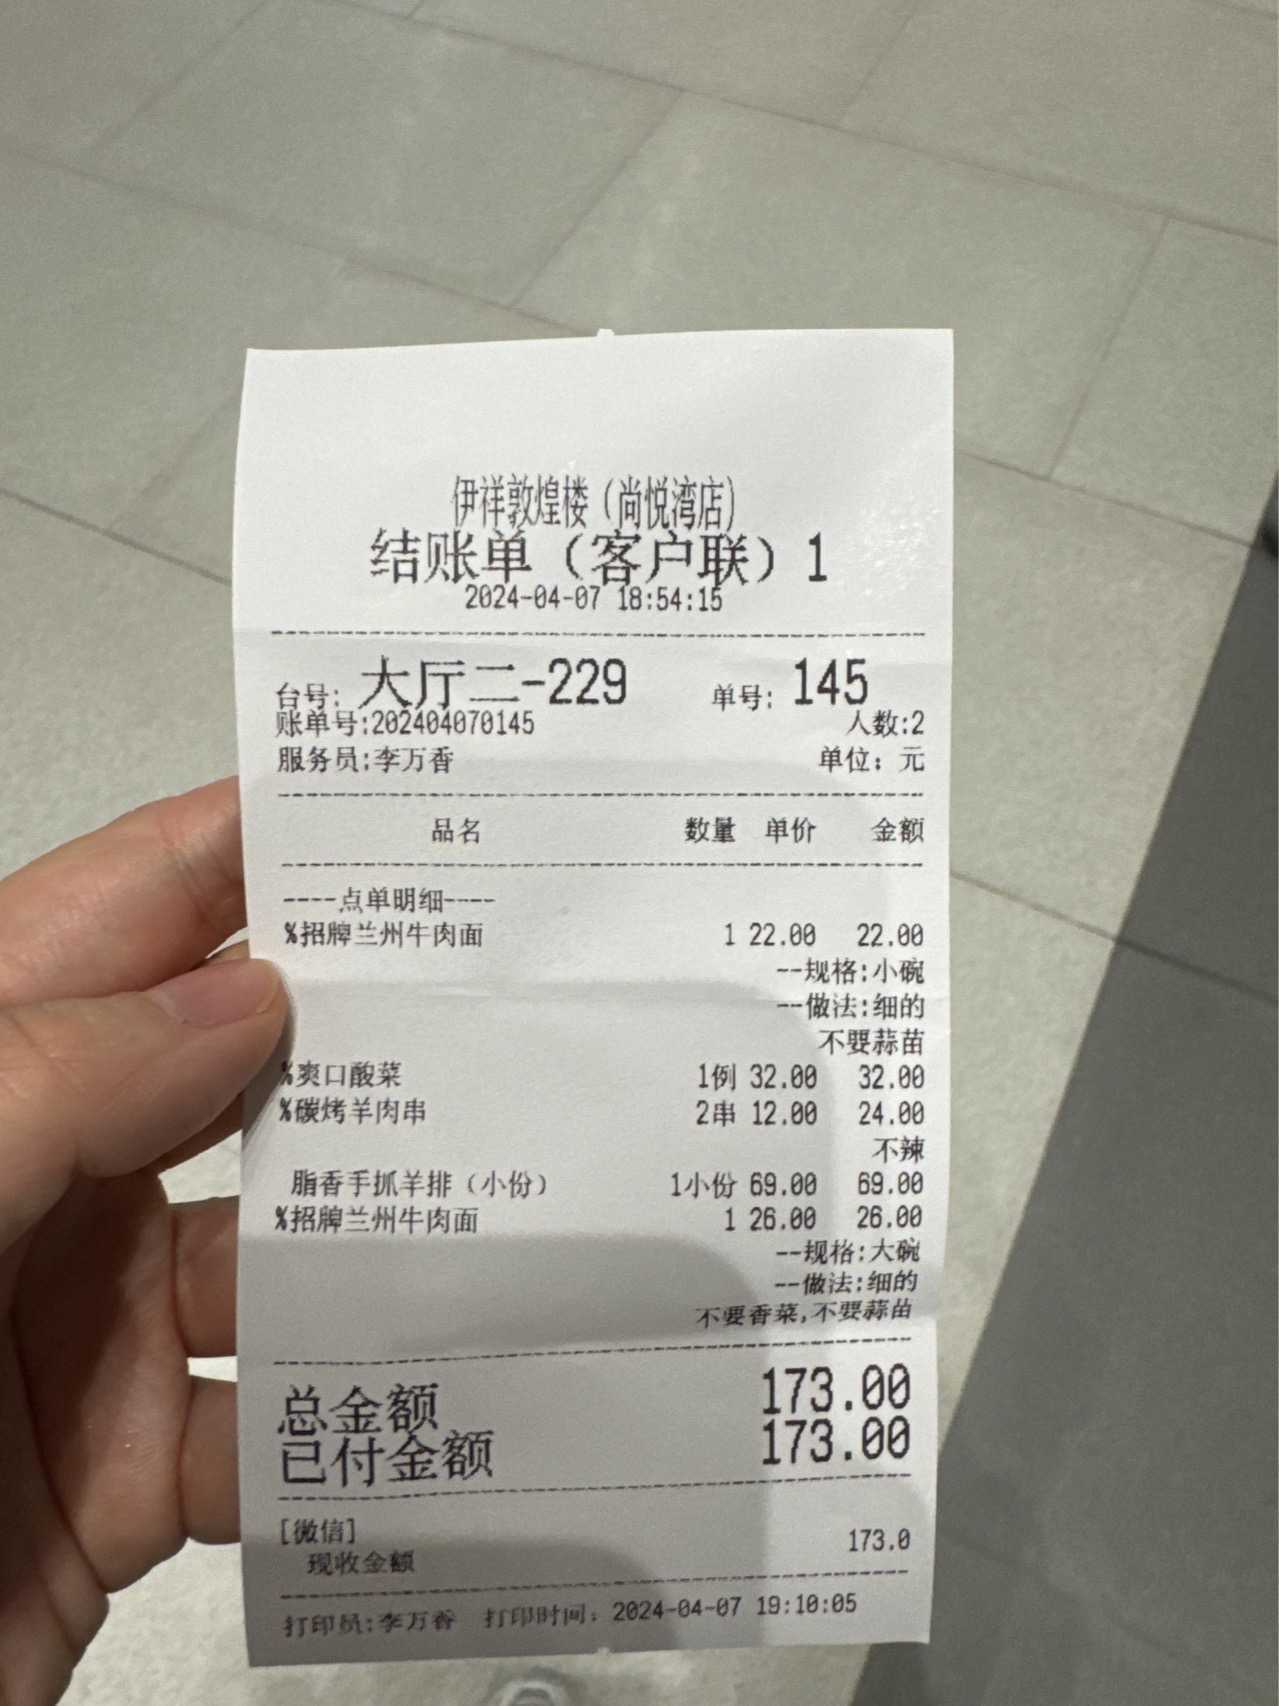 伊祥敦煌楼（尚悦湾店）
结账单（客户联）1
2024-04-07 18:54:15
台号: 大厅二-229 单号: 145
账单号:202404070145 人数:2
服务员:李万香 单位: 元
品名 数量 单价 金额
----点单明细----
%招牌兰州牛肉面 1 22.00 22.00
--规格:小碗
--做法:细的
不要蒜苗
%爽口酸菜 1例 32.00 32.00
%碳烤羊肉串 2串 12.00 24.00
不辣
脂香手抓羊排（小份） 1小份 69.00 69.00
%招牌兰州牛肉面 1 26.00 26.00
--规格:大碗
--做法:细的
不要香菜,不要蒜苗
总金额 173.00
已付金额 173.00
[微信] 173.0
现收金额
打印员:李万香 打印时间: 2024-04-07 19:10:05